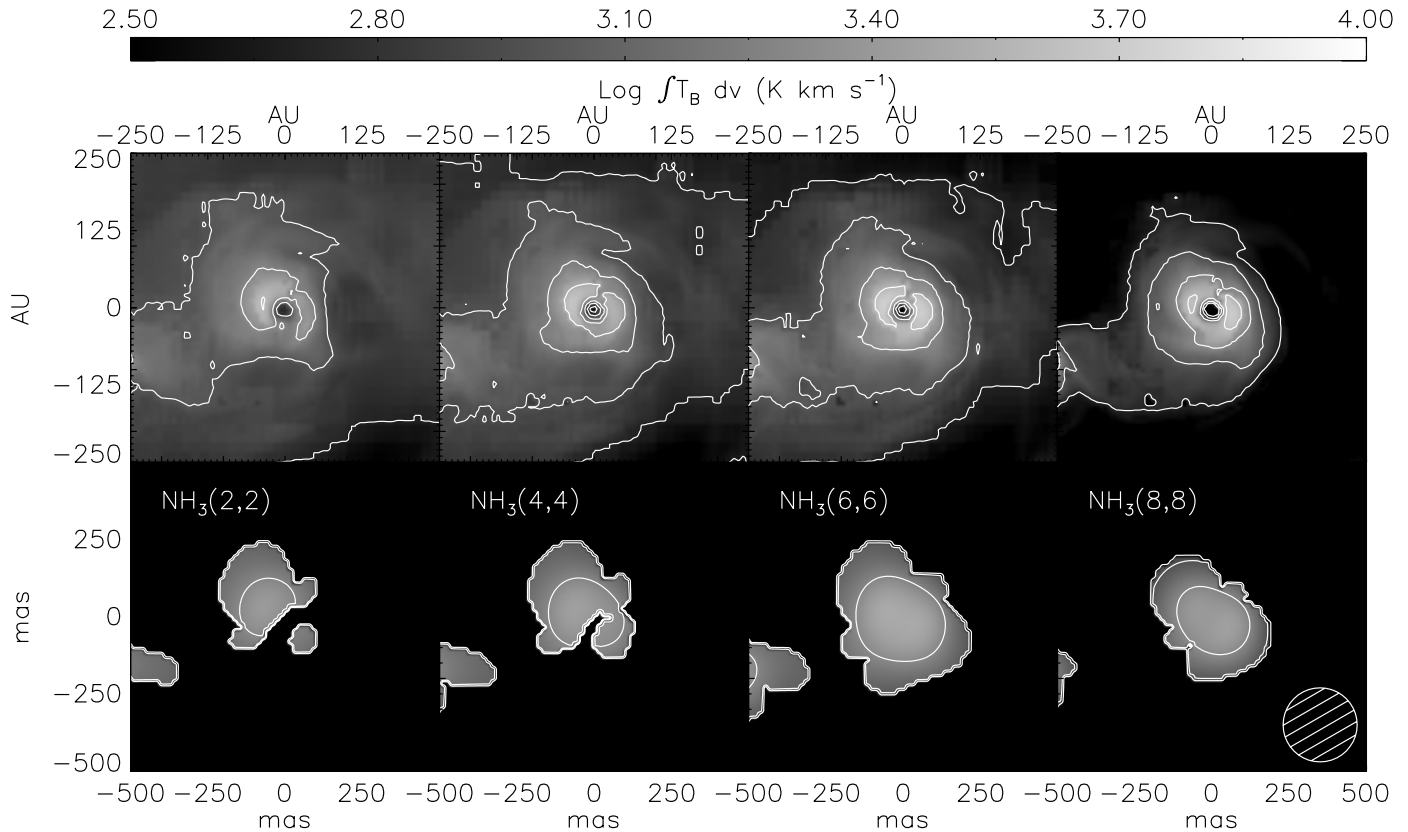 2.50 2.80 3.10 3.40 3.70 4.00
Log ∫T_B dv (K km s⁻¹)
AU AU AU AU
−250 −125 0 125 −250 −125 0 125 −250 −125 0 125 −250 −125 0 125 250
250
125
AU
0
−125
−250
NH₃(2,2) NH₃(4,4) NH₃(6,6) NH₃(8,8)
250
mas
0
−250
−500
−500 −250 0 250 −500 −250 0 250 −500 −250 0 250 −500 −250 0 250 500
mas mas mas mas